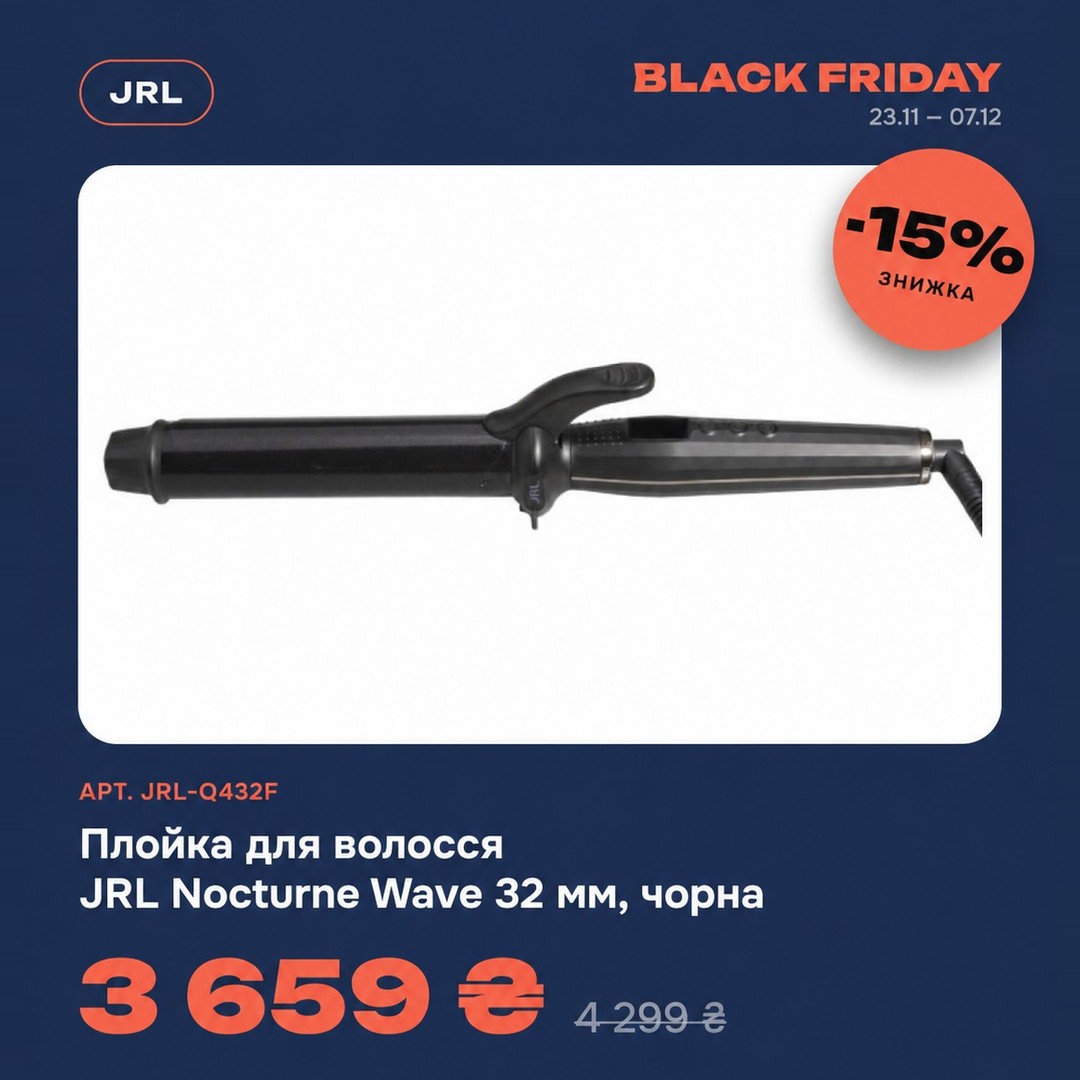 JRL
BLACK FRIDAY
23.11 – 07.12
-15%
ЗНИЖКА
JRL
АРТ. JRL-Q432F
Плойка для волосся
JRL Nocturne Wave 32 мм, чорна
3 659 ₴
4 299 ₴